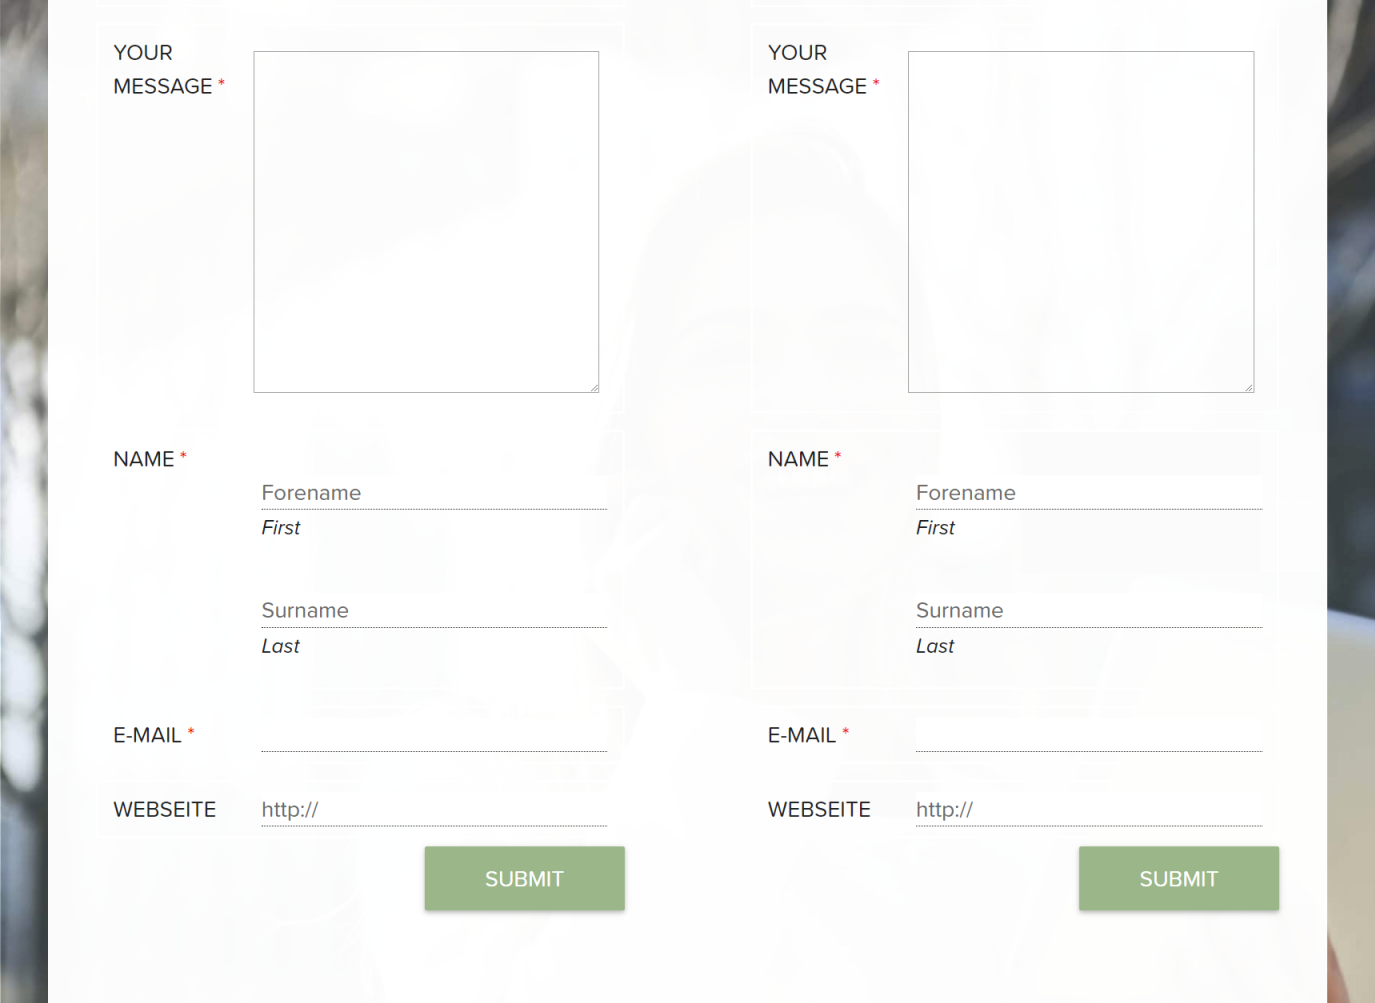 YOUR
MESSAGE *
NAME *
Forename
First
Surname
Last
E-MAIL *
WEBSEITE
http://
SUBMIT
YOUR
MESSAGE *
NAME *
Forename
First
Surname
Last
E-MAIL *
WEBSEITE
http://
SUBMIT